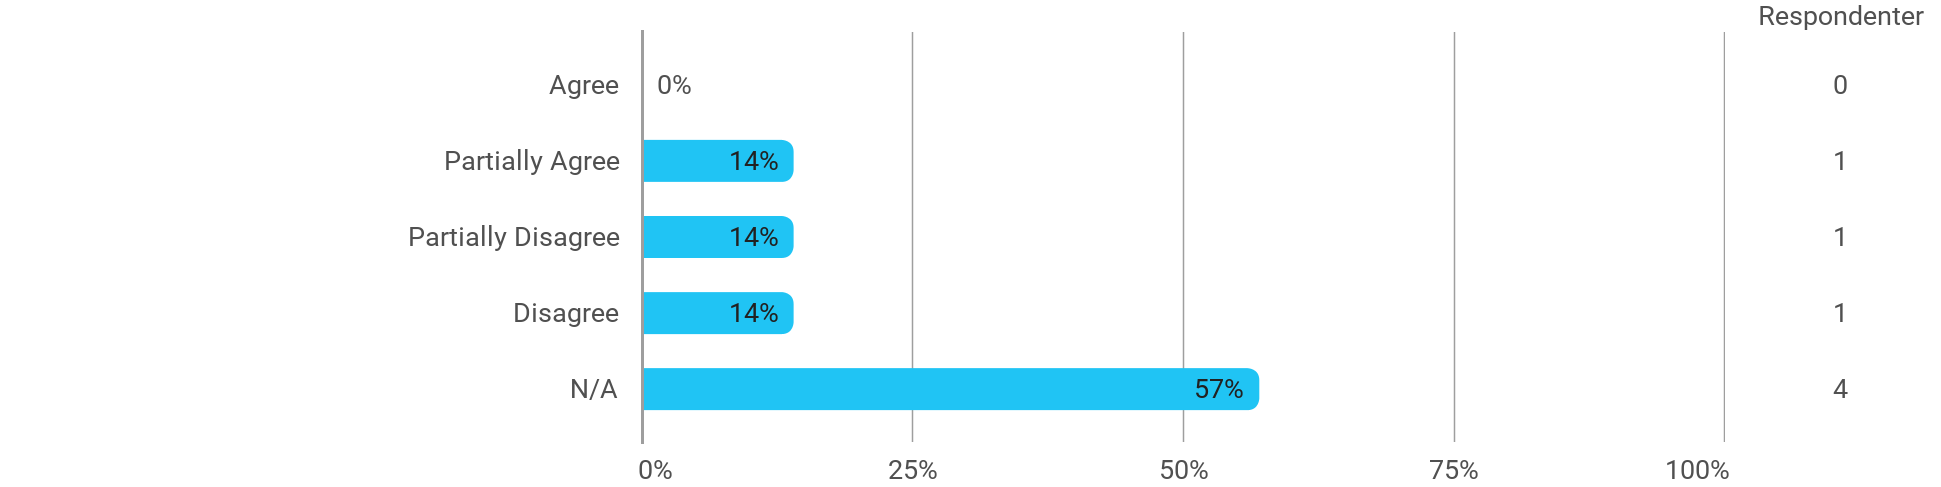 Respondenter
Agree 0% 0
Partially Agree 14% 1
Partially Disagree 14% 1
Disagree 14% 1
N/A 57% 4
0% 25% 50% 75% 100%